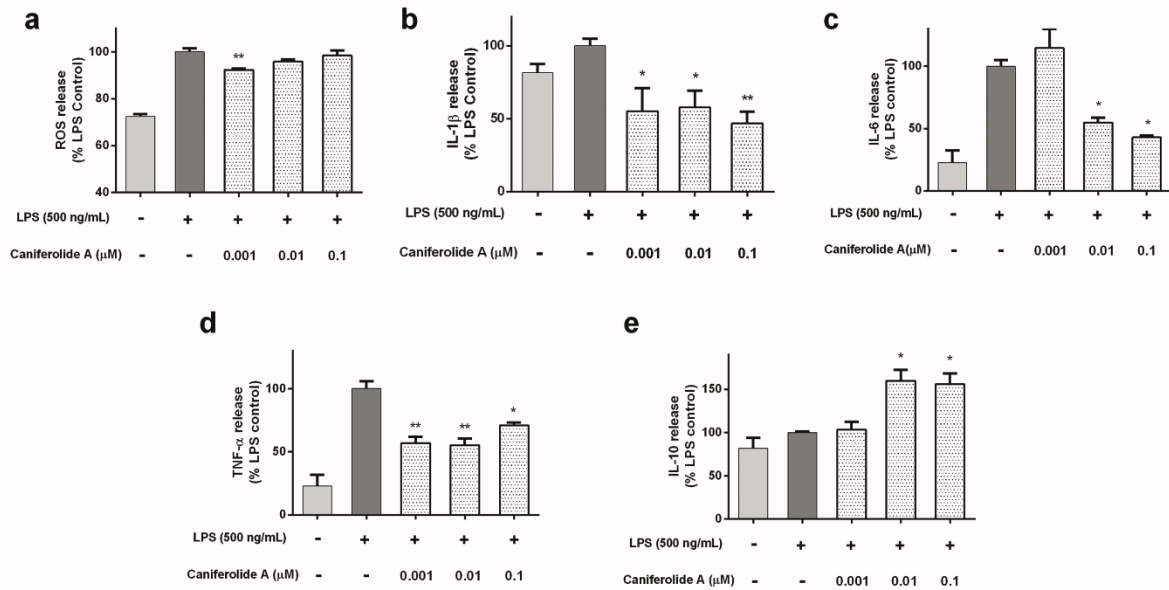 a
ROS release
(% LPS Control)
100
80
60
40
**
LPS (500 ng/mL) - + + + +
Caniferolide A (μM) - - 0.001 0.01 0.1
b
IL-1β release
(% LPS Control)
100
50
0
* * **
LPS (500 ng/mL) - + + + +
Caniferolide A (μM) - - 0.001 0.01 0.1
c
IL-6 release
(% LPS Control)
100
50
0
* *
LPS (500 ng/mL) - + + + +
Caniferolide A(μM) - - 0.001 0.01 0.1
d
TNF-α release
(% LPS control)
100
50
0
** ** *
LPS (500 ng/mL) - + + + +
Caniferolide A (μM) - - 0.001 0.01 0.1
e
IL-10 release
(% LPS control)
150
100
50
0
* *
LPS (500 ng/mL) - + + + +
Caniferolide A (μM) - - 0.001 0.01 0.1